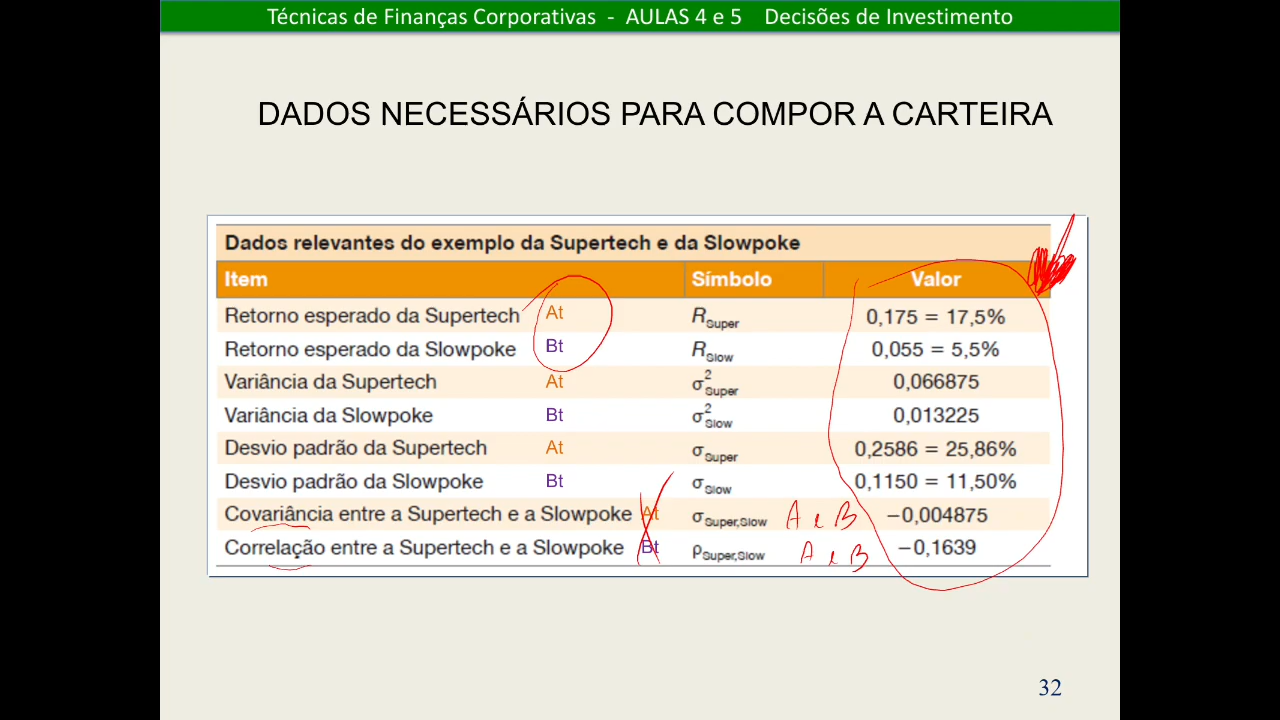 Técnicas de Finanças Corporativas - AULAS 4 e 5 Decisões de Investimento
DADOS NECESSÁRIOS PARA COMPOR A CARTEIRA
Dados relevantes do exemplo da Supertech e da Slowpoke
Item Símbolo Valor
Retorno esperado da Supertech At R_Super 0,175 = 17,5%
Retorno esperado da Slowpoke Bt R_Slow 0,055 = 5,5%
Variância da Supertech At σ²_Super 0,066875
Variância da Slowpoke Bt σ²_Slow 0,013225
Desvio padrão da Supertech At σ_Super 0,2586 = 25,86%
Desvio padrão da Slowpoke Bt σ_Slow 0,1150 = 11,50%
Covariância entre a Supertech e a Slowpoke At σ_Super,Slow A e B −0,004875
Correlação entre a Supertech e a Slowpoke Bt ρ_Super,Slow A e B −0,1639
32